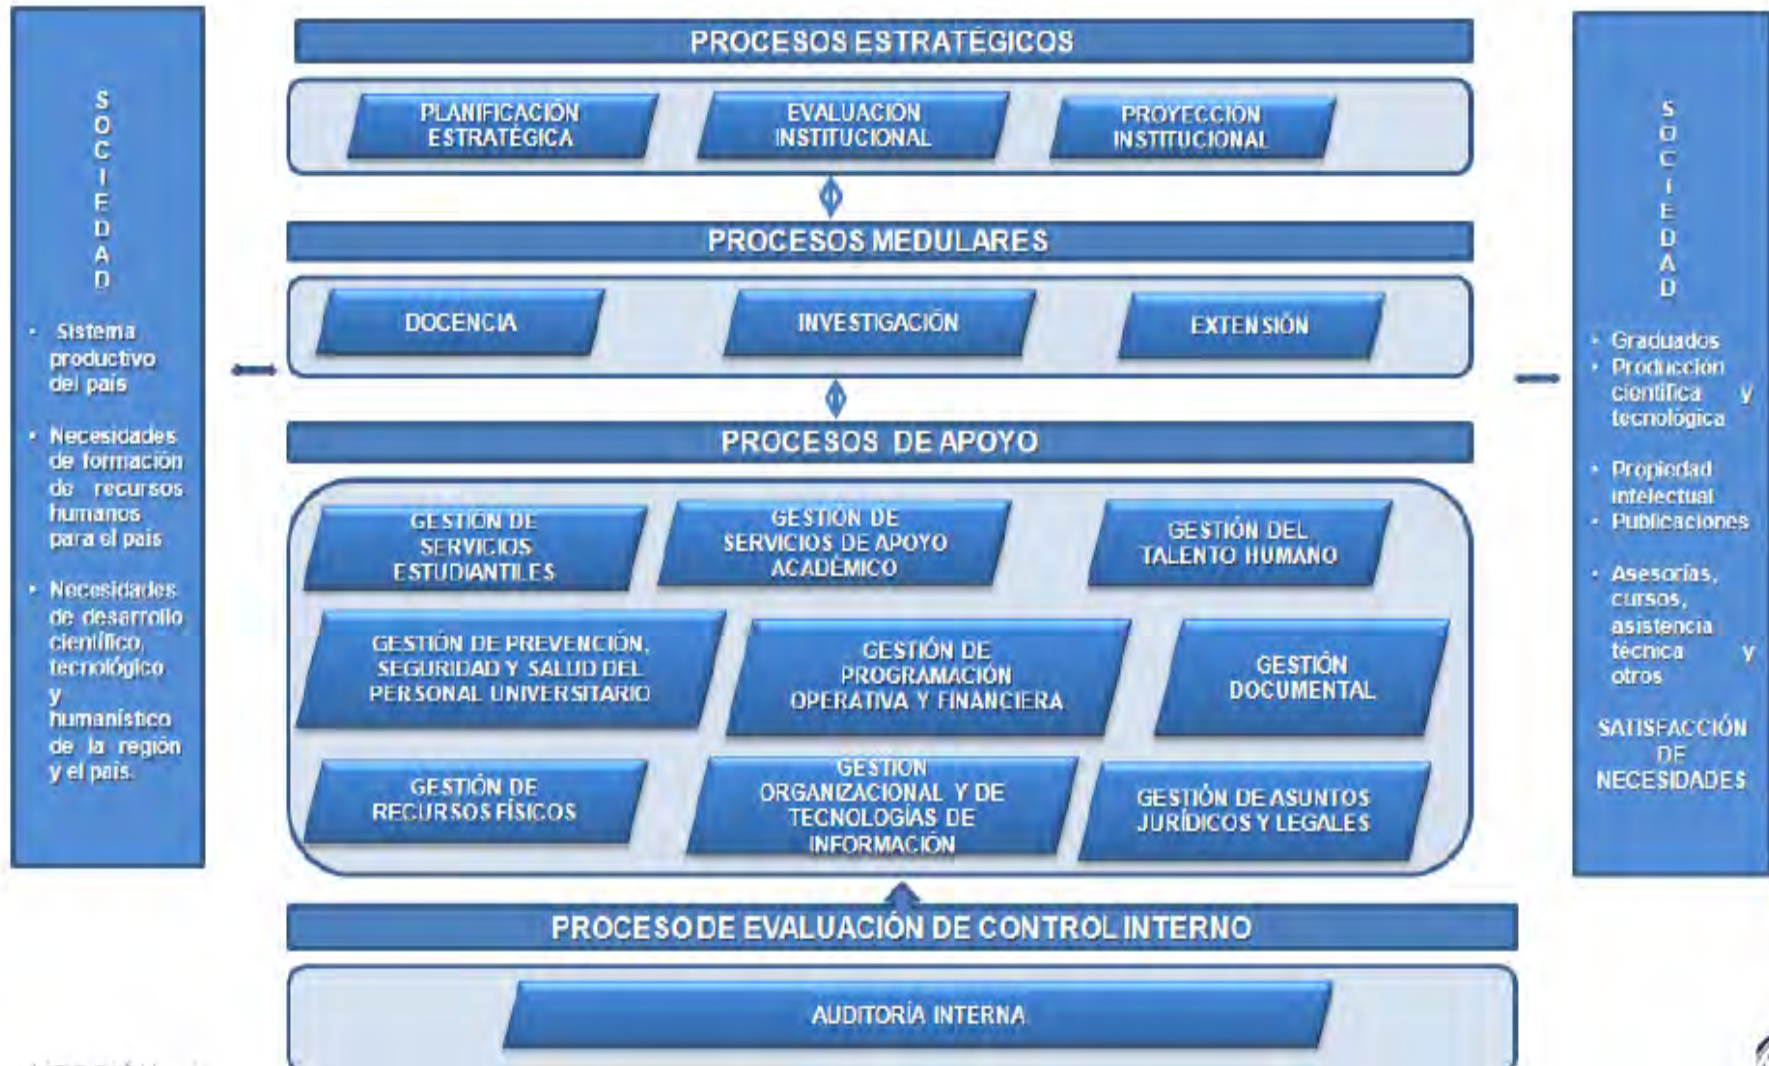 S
O
C
I
E
D
A
D
• Sistema
productivo
del país
• Necesidades
de formación
de recursos
humanos
para el país
• Necesidades
de desarrollo
científico,
tecnológico
y
humanístico
de la región
y el país.
PROCESOS ESTRATÉGICOS
PLANIFICACIÓN
ESTRATÉGICA
EVALUACIÓN
INSTITUCIONAL
PROYECCIÓN
INSTITUCIONAL
PROCESOS MEDULARES
DOCENCIA
INVESTIGACIÓN
EXTENSIÓN
PROCESOS DE APOYO
GESTIÓN DE
SERVICIOS
ESTUDIANTILES
GESTIÓN DE
SERVICIOS DE APOYO
ACADÉMICO
GESTIÓN DEL
TALENTO HUMANO
GESTIÓN DE PREVENCIÓN,
SEGURIDAD Y SALUD DEL
PERSONAL UNIVERSITARIO
GESTIÓN DE
PROGRAMACIÓN
OPERATIVA Y FINANCIERA
GESTIÓN
DOCUMENTAL
GESTIÓN DE
RECURSOS FÍSICOS
GESTIÓN
ORGANIZACIONAL Y DE
TECNOLOGÍAS DE
INFORMACIÓN
GESTIÓN DE ASUNTOS
JURÍDICOS Y LEGALES
PROCESO DE EVALUACIÓN DE CONTROL INTERNO
AUDITORÍA INTERNA
S
O
C
I
E
D
A
D
• Graduados
• Producción
científica y
tecnológica
• Propiedad
intelectual
• Publicaciones
• Asesorías,
cursos,
asistencia
técnica y
otros
SATISFACCIÓN
DE
NECESIDADES